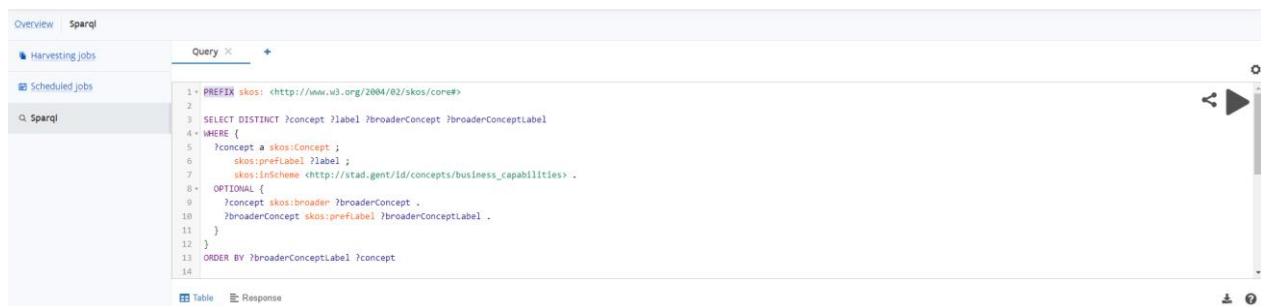 Overview Sparql
Harvesting jobs
Scheduled jobs
Sparql
Query +
1 PREFIX skos: <http://www.w3.org/2004/02/skos/core#>
2
3 SELECT DISTINCT ?concept ?label ?broaderConcept ?broaderConceptLabel
4 WHERE {
5 ?concept a skos:Concept ;
6 skos:prefLabel ?label ;
7 skos:inScheme <http://stad.gent/id/concepts/business_capabilities> .
8 OPTIONAL {
9 ?concept skos:broader ?broaderConcept .
10 ?broaderConcept skos:prefLabel ?broaderConceptLabel .
11 }
12 }
13 ORDER BY ?broaderConceptLabel ?concept
14
Table Response